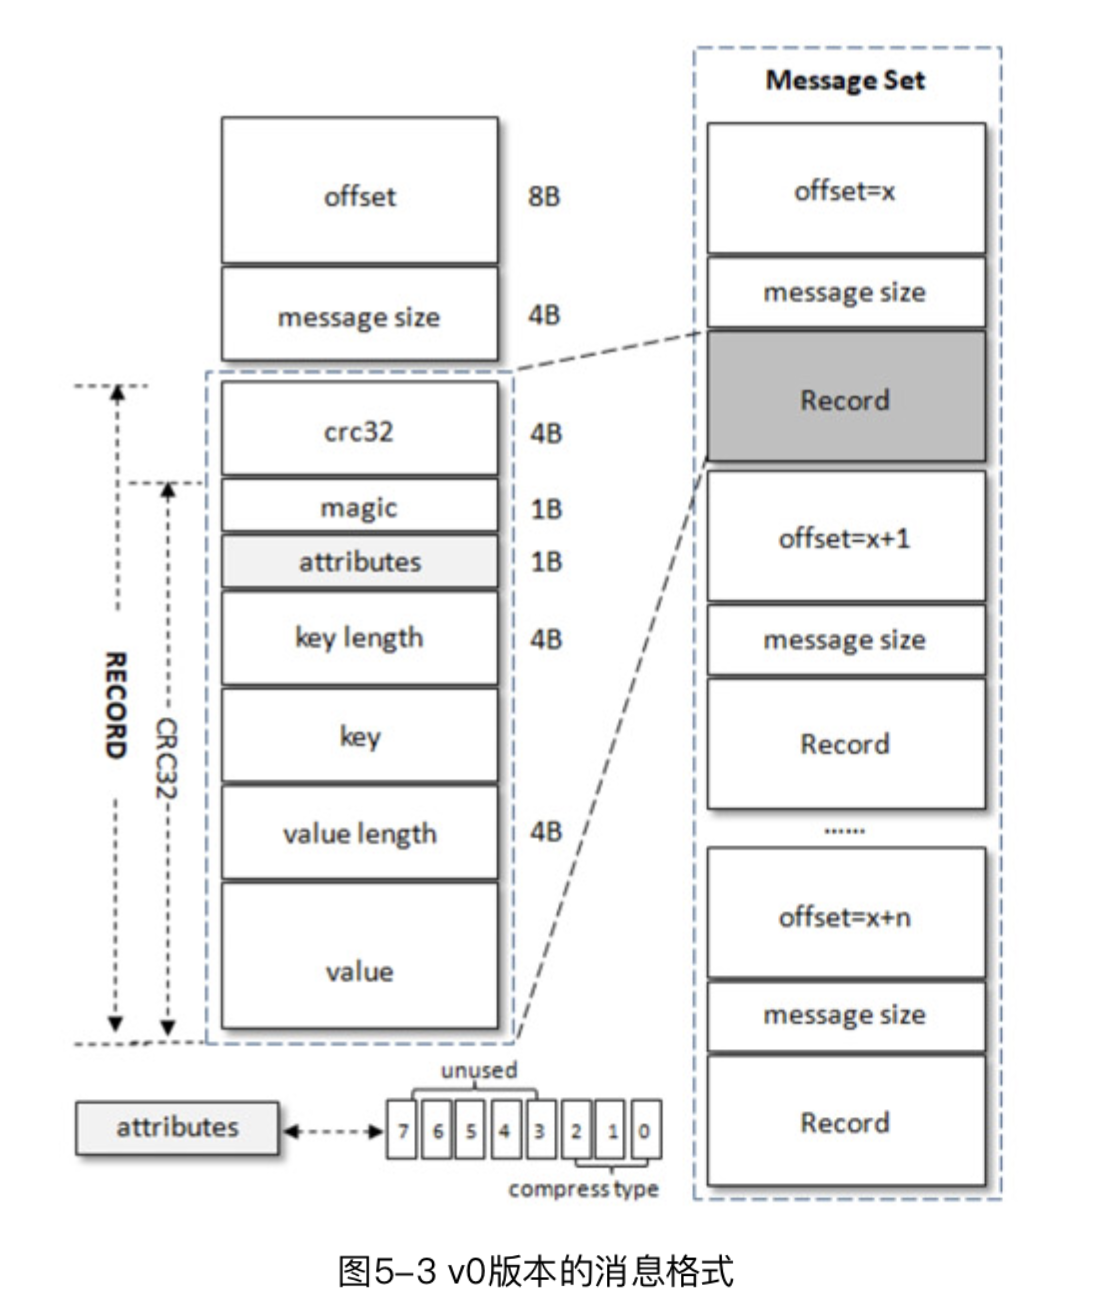 offset
8B
message size
4B
crc32
4B
magic
1B
attributes
1B
key length
4B
key
value length
4B
value
RECORD
CRC32
Message Set
offset=x
message size
Record
offset=x+1
message size
Record
......
offset=x+n
message size
Record
unused
attributes
7 6 5 4 3 2 1 0
compress type
图5-3 v0版本的消息格式